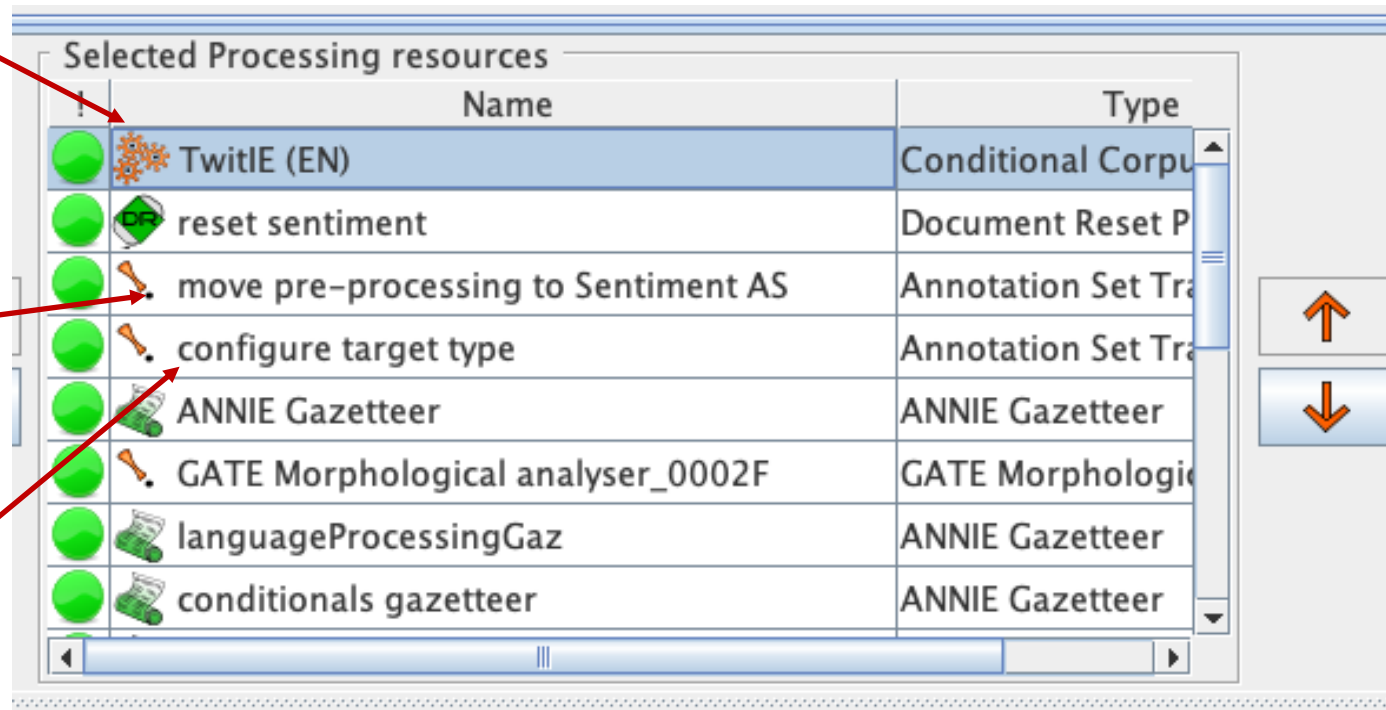 Selected Processing resources
! Name Type
TwitIE (EN) Conditional Corpu
DR reset sentiment Document Reset P
move pre-processing to Sentiment AS Annotation Set Tra
configure target type Annotation Set Tra
ANNIE Gazetteer ANNIE Gazetteer
GATE Morphological analyser_0002F GATE Morphologic
languageProcessingGaz ANNIE Gazetteer
conditionals gazetteer ANNIE Gazetteer